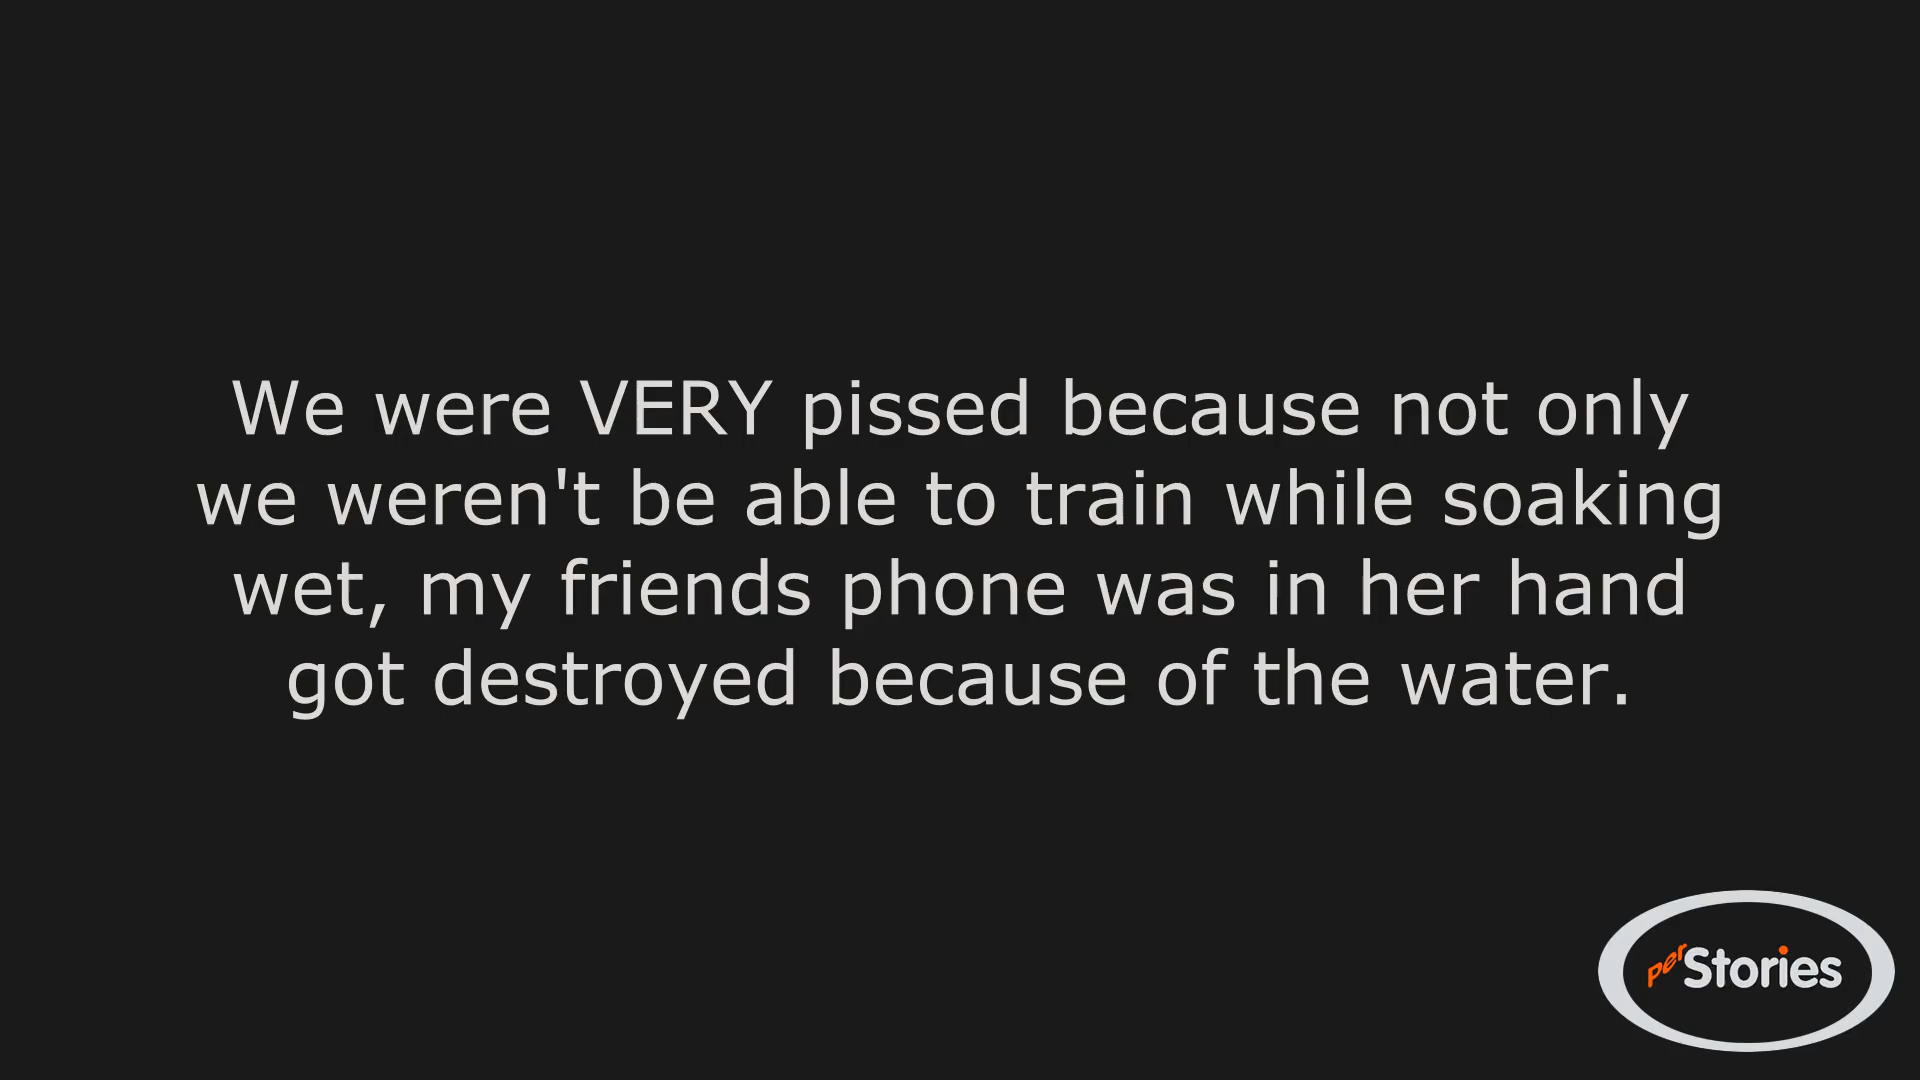 We were VERY pissed because not only
we weren't be able to train while soaking
wet, my friends phone was in her hand
got destroyed because of the water.
perStories